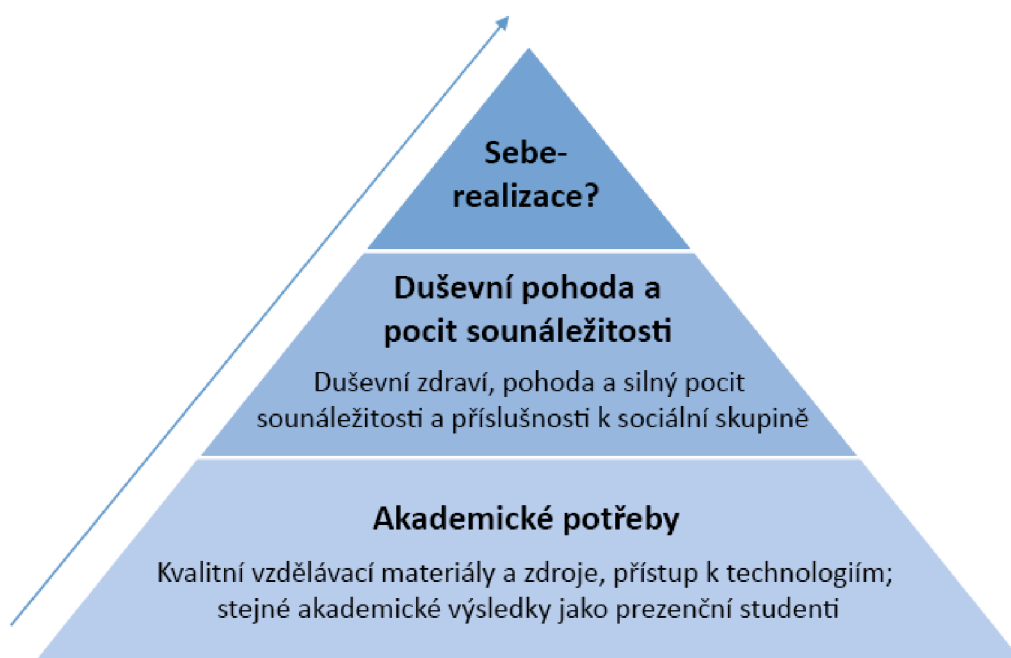 Sebe-
realizace?
Duševní pohoda a
pocit sounáležitosti
Duševní zdraví, pohoda a silný pocit
sounáležitosti a příslušnosti k sociální skupině
Akademické potřeby
Kvalitní vzdělávací materiály a zdroje, přístup k technologiím;
stejné akademické výsledky jako prezenční studenti